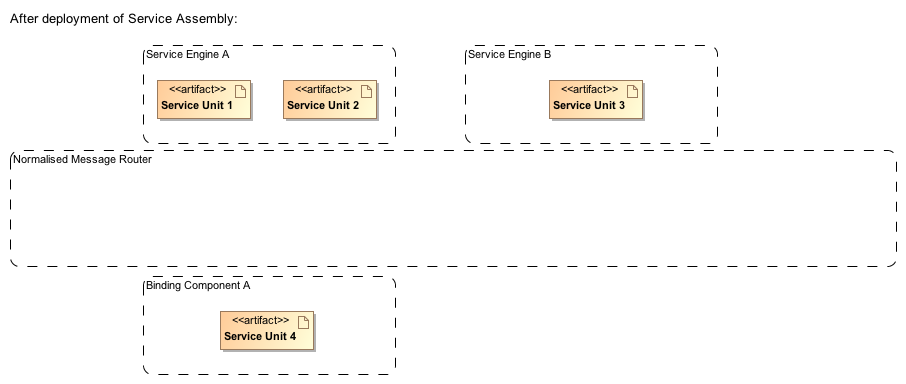 After deployment of Service Assembly:
Service Engine A
Service Engine B
<<artifact>>
Service Unit 1
<<artifact>>
Service Unit 2
<<artifact>>
Service Unit 3
Normalised Message Router
Binding Component A
<<artifact>>
Service Unit 4